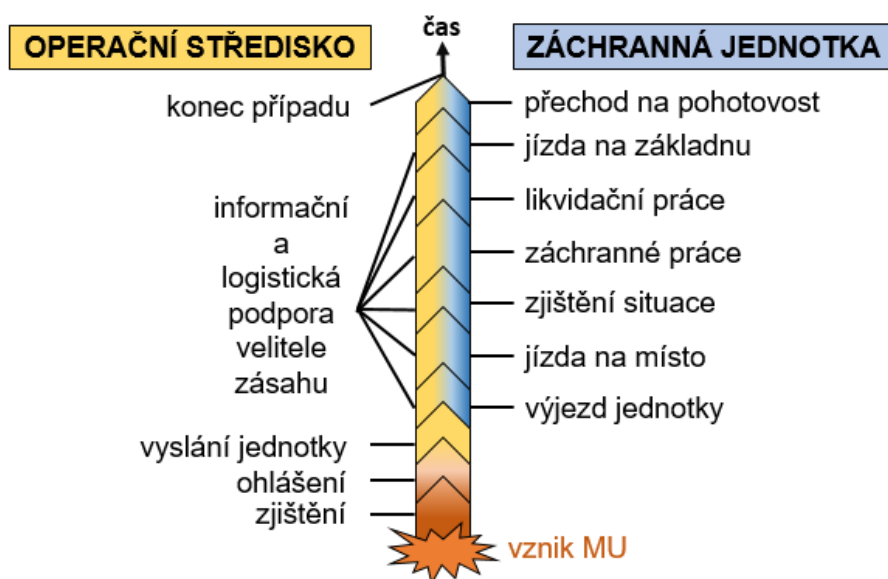 čas
OPERAČNÍ STŘEDISKO
ZÁCHRANNÁ JEDNOTKA
konec případu
informační
a
logistická
podpora
velitele
zásahu
vyslání jednotky
ohlášení
zjištění
přechod na pohotovost
jízda na základnu
likvidační práce
záchranné práce
zjištění situace
jízda na místo
výjezd jednotky
vznik MU